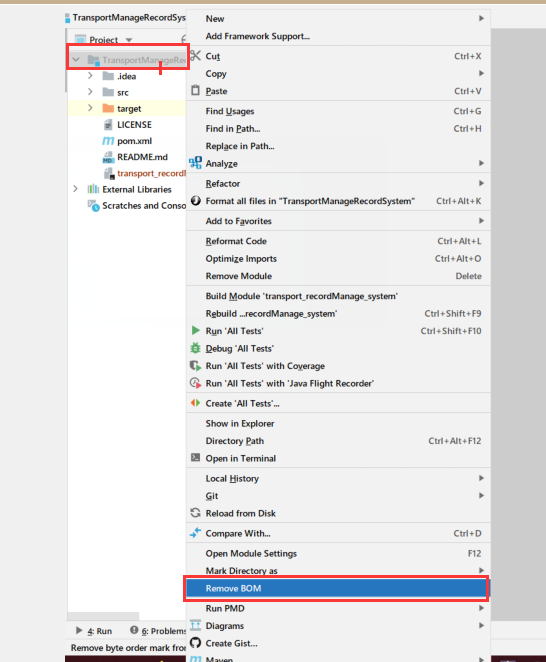 TransportManageRecordSys
Project
TransportManageRe
.idea
src
target
LICENSE
pom.xml
README.md
transport_record
External Libraries
Scratches and Conso
New
Add Framework Support...
Cut Ctrl+X
Copy
Paste Ctrl+V
Find Usages Ctrl+G
Find in Path... Ctrl+H
Replace in Path...
Analyze
Refactor
Format all files in "TransportManageRecordSystem" Ctrl+Alt+K
Add to Favorites
Reformat Code Ctrl+Alt+L
Optimize Imports Ctrl+Alt+O
Remove Module Delete
Build Module 'transport_recordManage_system'
Rebuild ...recordManage_system' Ctrl+Shift+F9
Run 'All Tests' Ctrl+Shift+F10
Debug 'All Tests'
Run 'All Tests' with Coverage
Run 'All Tests' with 'Java Flight Recorder'
Create 'All Tests'...
Show in Explorer
Directory Path Ctrl+Alt+F12
Open in Terminal
Local History
Git
Reload from Disk
Compare With... Ctrl+D
Open Module Settings F12
Mark Directory as
Remove BOM
Run PMD
Diagrams
Create Gist...
Maven
4: Run 6: Problems
Remove byte order mark from